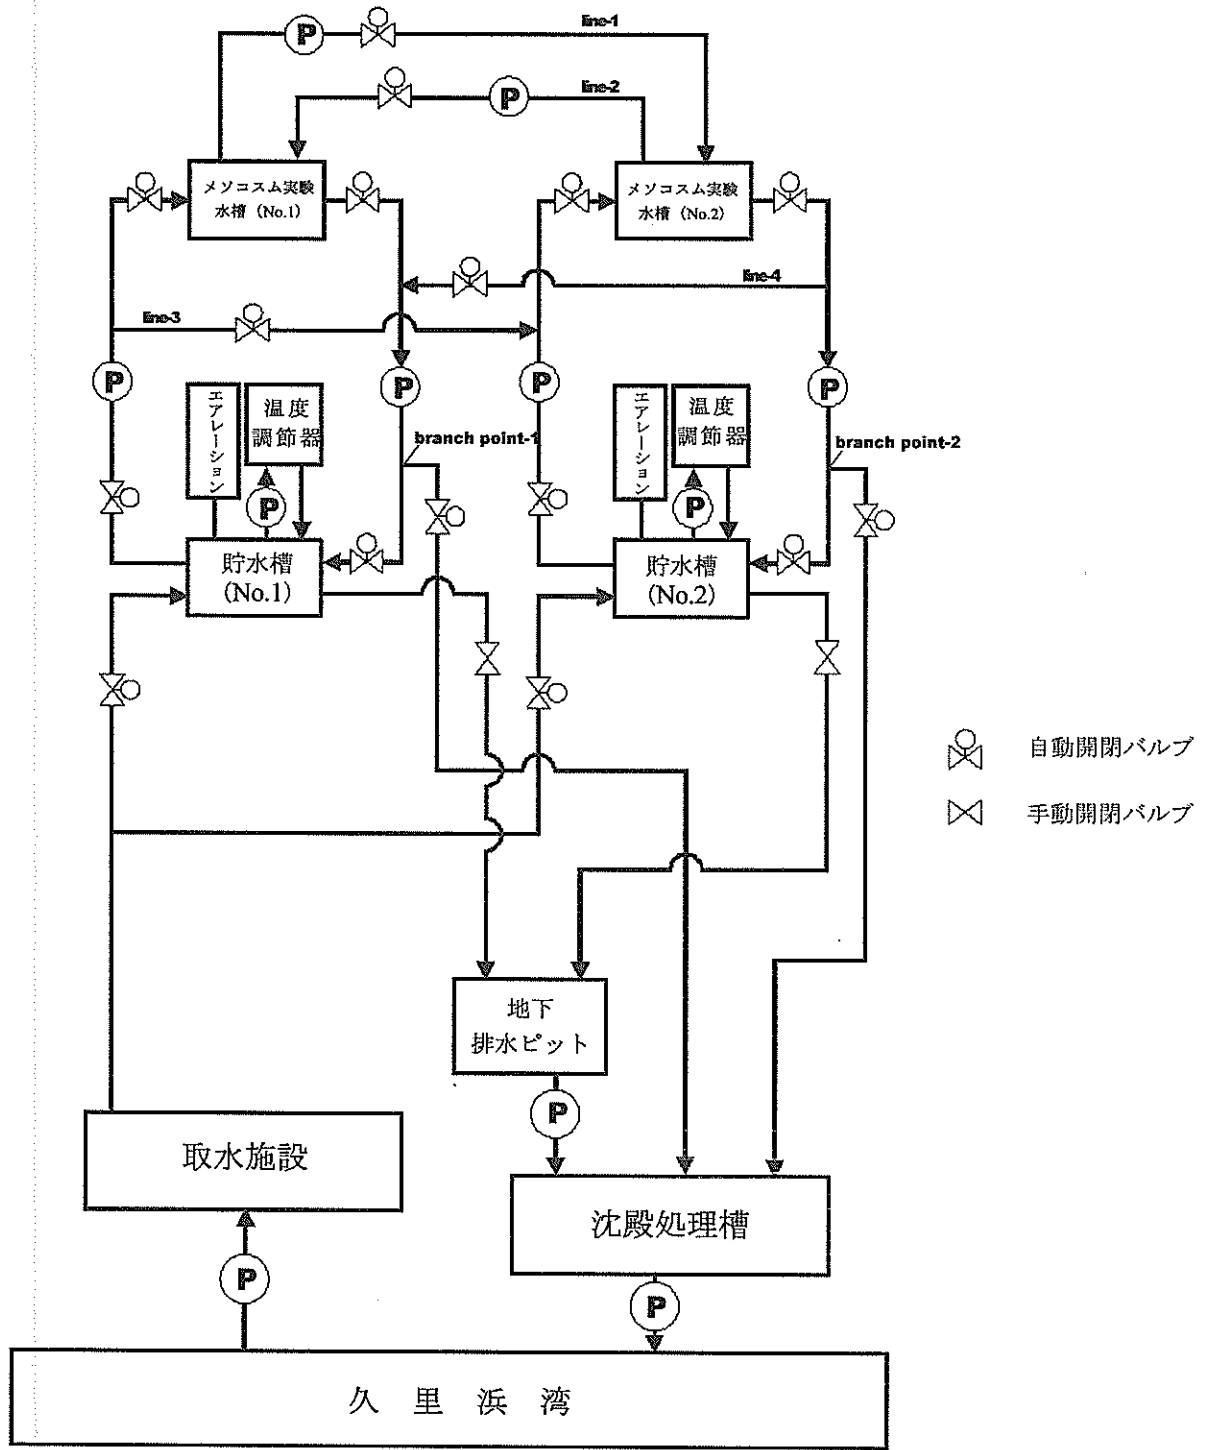 line-1
P
line-2
P
メソコスム実験
水槽 (No.1)
メソコスム実験
水槽 (No.2)
line-4
line-3
P
P
P
P
エアレーション
温度
調節器
エアレーション
温度
調節器
branch point-1
branch point-2
P
P
貯水槽
(No.1)
貯水槽
(No.2)
自動開閉バルブ
手動開閉バルブ
地下
排水ピット
P
取水施設
沈殿処理槽
P
P
久里浜湾